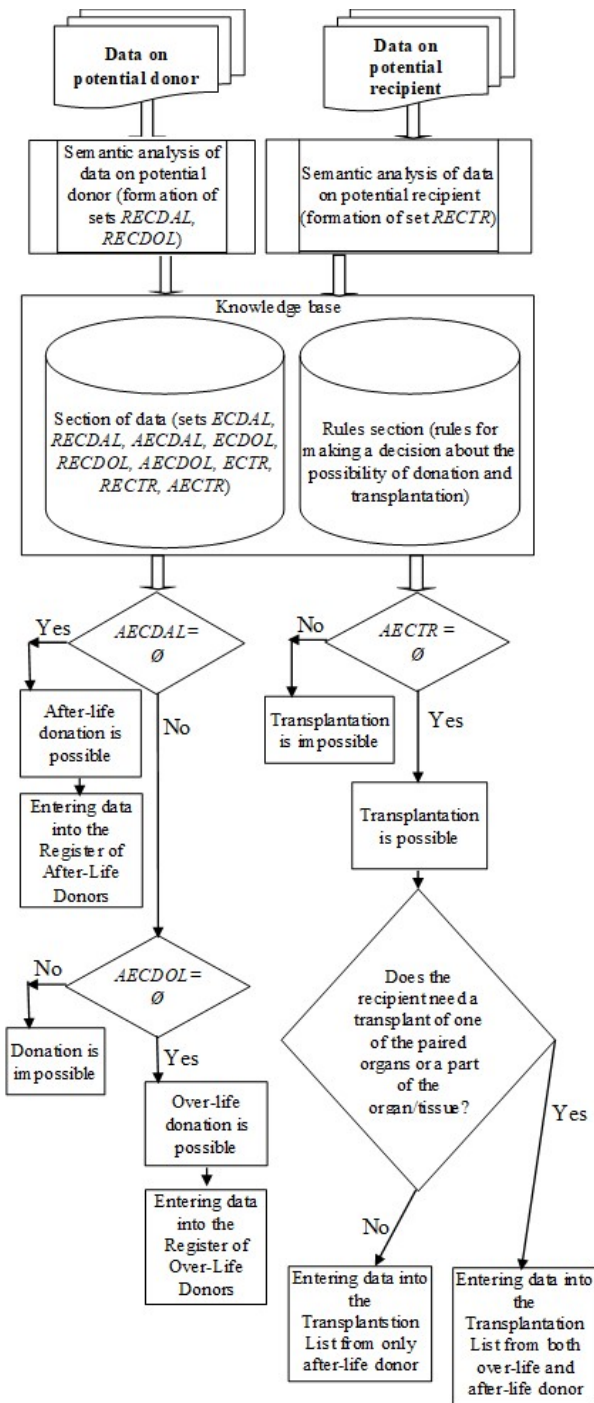 Data on
potential donor
Data on
potential
recipient
Semantic analysis of
data on potential
donor (formation of
sets RECDAL,
RECDOL)
Semantic analysis of data
on potential recipient
(formation of set RECTR)
Knowledge base
Section of data (sets ECDAL,
RECDAL, AECDAL, ECDOL,
RECDOL, AECDOL, ECTR,
RECTR, AECTR)
Rules section (rules for
making a decision about the
possibility of donation and
transplantation)
Yes
AECDAL=
Ø
No
AECTR =
Ø
After-life
donation is
possible
No
Transplantation
is impossible
Yes
Entering data
into the
Register of
After-Life
Donors
Transplantation
is possible
No
AECDOL=
Ø
Does the
recipient need a
transplant of one
of the paired
organs or a part
of the
organ/tissue?
Donation is
impossible
Yes
Over-life
donation is
possible
Yes
Entering data
into the
Register of
Over-Life
Donors
No
Entering data into
the
Transplantstion
List from only
after-life donor
Entering data into
the
Transplantation
List from both
over-life and
after-life donor